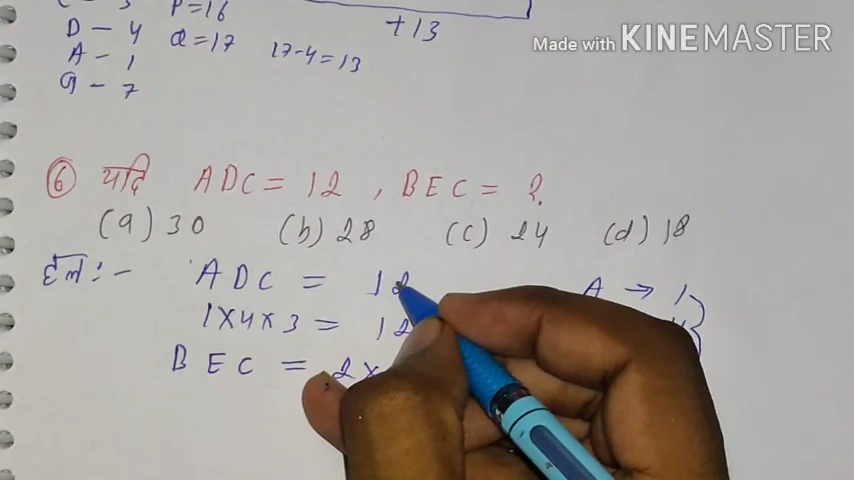 P=16
D - 4 Q=17 17-4=13 +13
A - 1
G - 7
Made with KINEMASTER
6 यदि ADC = 12 , BEC = ?
(a) 30 (b) 28 (c) 24 (d) 18
हल :- ADC = 12 A → 1
1×4×3 = 12
BEC = 2×